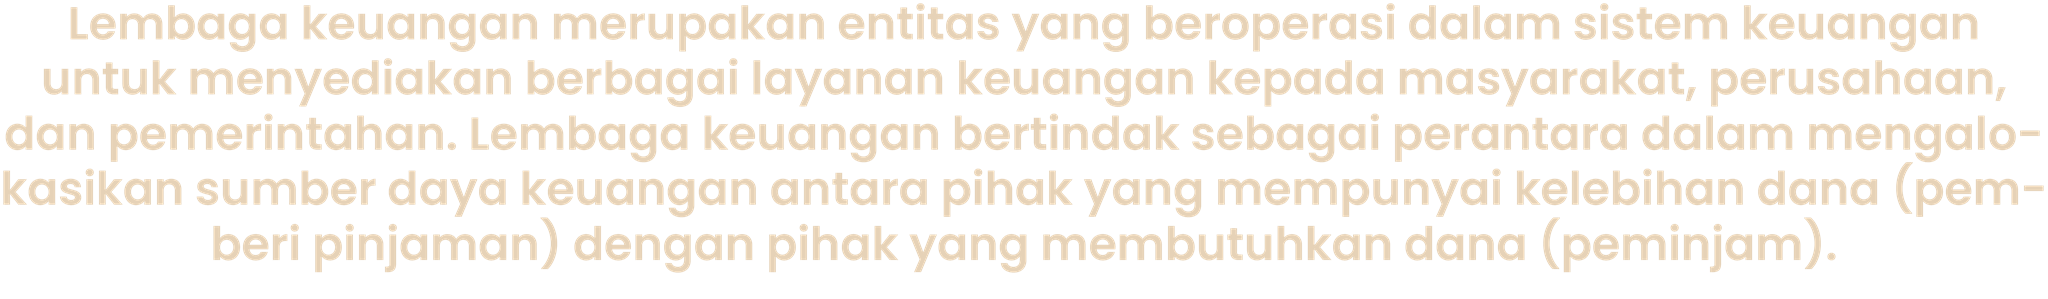 Lembaga keuangan merupakan entitas yang beroperasi dalam sistem keuangan
untuk menyediakan berbagai layanan keuangan kepada masyarakat, perusahaan,
dan pemerintahan. Lembaga keuangan bertindak sebagai perantara dalam mengalo-
kasikan sumber daya keuangan antara pihak yang mempunyai kelebihan dana (pem-
beri pinjaman) dengan pihak yang membutuhkan dana (peminjam).